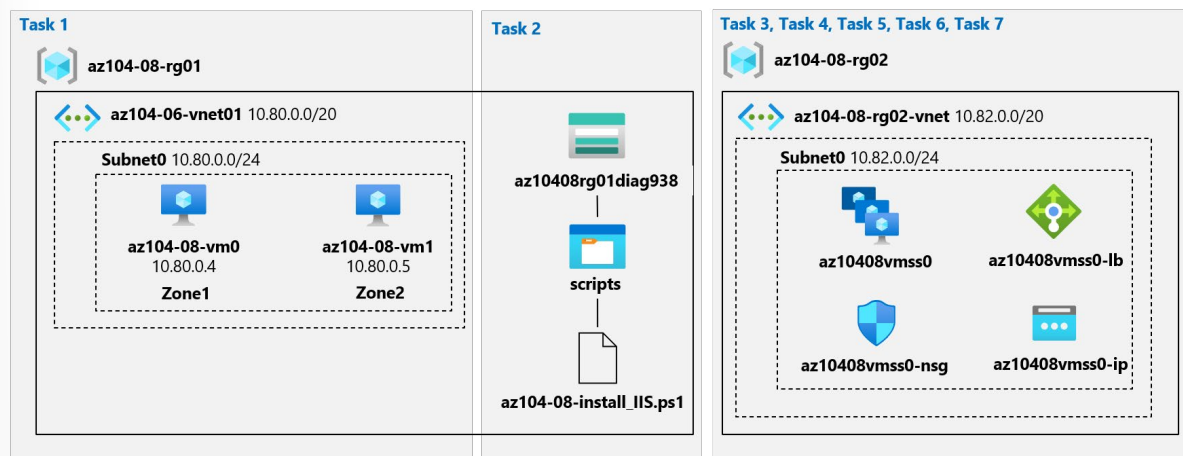 Task 1
az104-08-rg01
az104-06-vnet01 10.80.0.0/20
Subnet0 10.80.0.0/24
az104-08-vm0
10.80.0.4
Zone1
az104-08-vm1
10.80.0.5
Zone2
Task 2
az10408rg01diag938
scripts
az104-08-install_IIS.ps1
Task 3, Task 4, Task 5, Task 6, Task 7
az104-08-rg02
az104-08-rg02-vnet 10.82.0.0/20
Subnet0 10.82.0.0/24
az10408vmss0
az10408vmss0-lb
az10408vmss0-nsg
az10408vmss0-ip